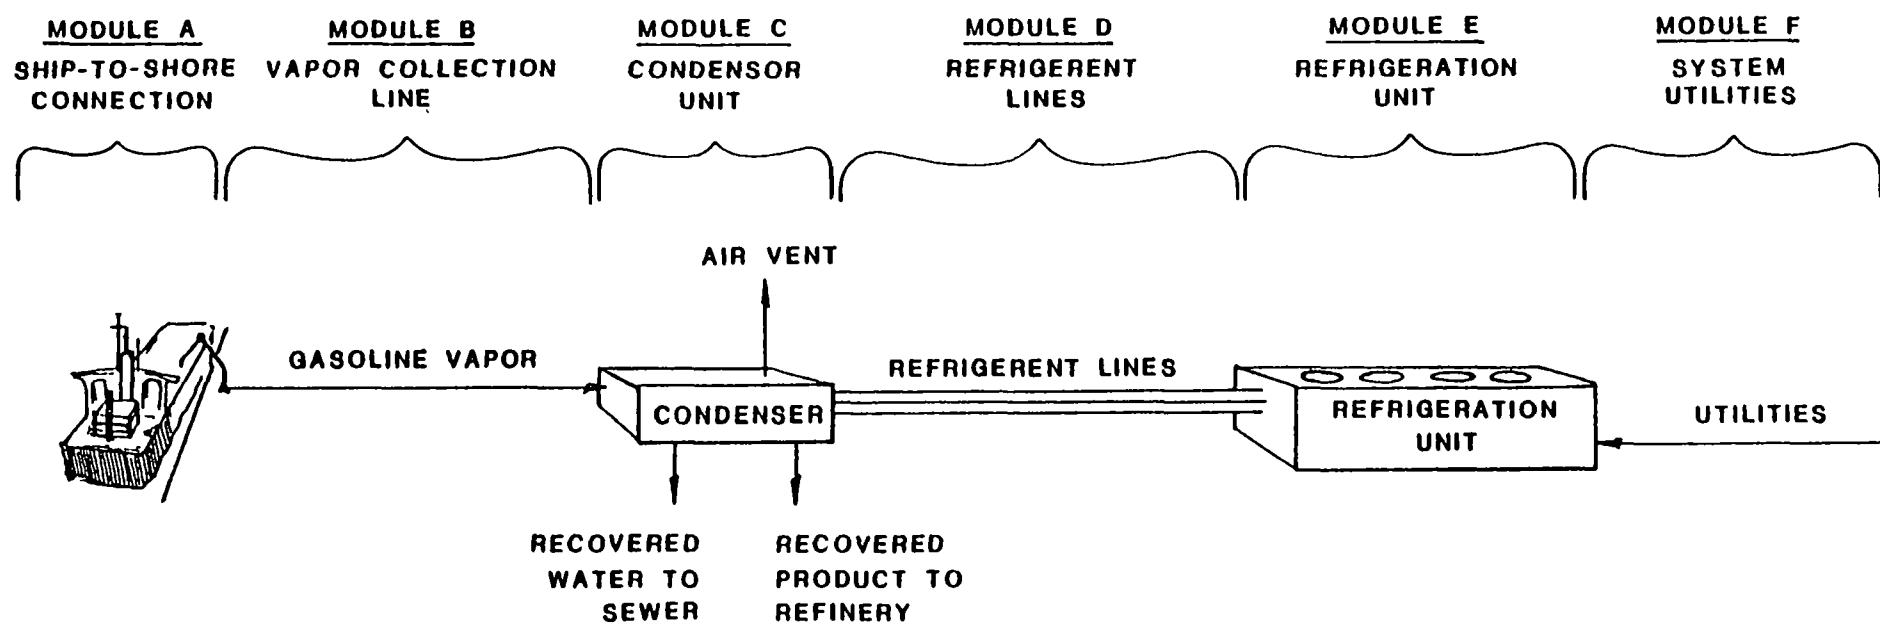 MODULE A
SHIP-TO-SHORE
CONNECTION
MODULE B
VAPOR COLLECTION
LINE
MODULE C
CONDENSOR
UNIT
MODULE D
REFRIGERENT
LINES
MODULE E
REFRIGERATION
UNIT
MODULE F
SYSTEM
UTILITIES
AIR VENT
GASOLINE VAPOR
CONDENSER
REFRIGERENT LINES
REFRIGERATION
UNIT
UTILITIES
RECOVERED
WATER TO
SEWER
RECOVERED
PRODUCT TO
REFINERY